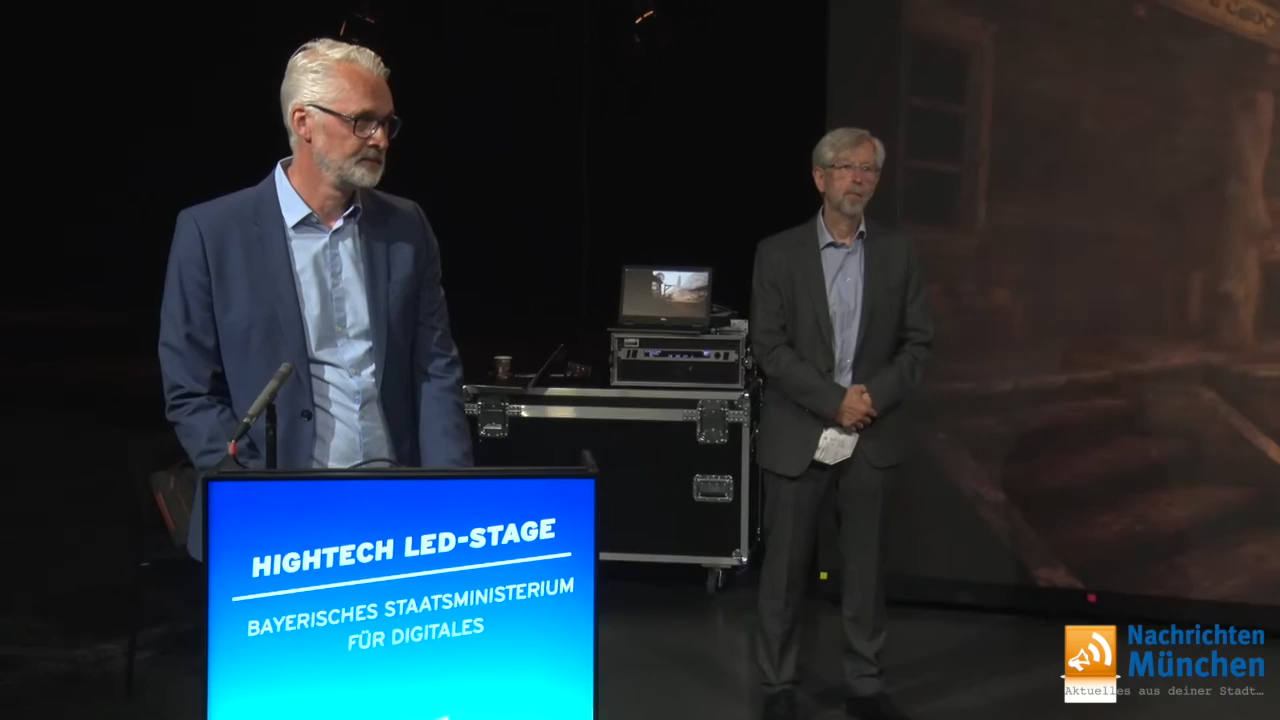 HIGHTECH LED-STAGE
BAYERISCHES STAATSMINISTERIUM
FÜR DIGITALES
Nachrichten
München
Aktuelles aus deiner Stadt…